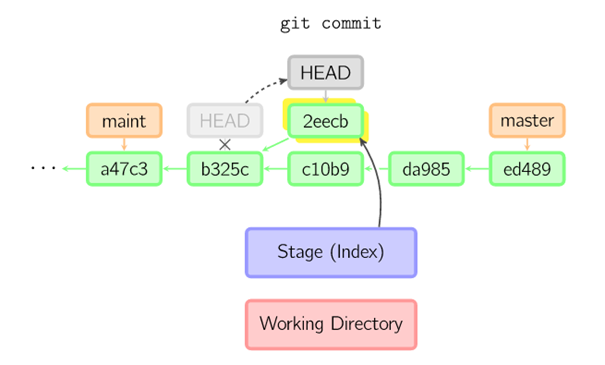 git commit
HEAD
maint
HEAD
2eecb
master
...
a47c3
b325c
c10b9
da985
ed489
Stage (Index)
Working Directory